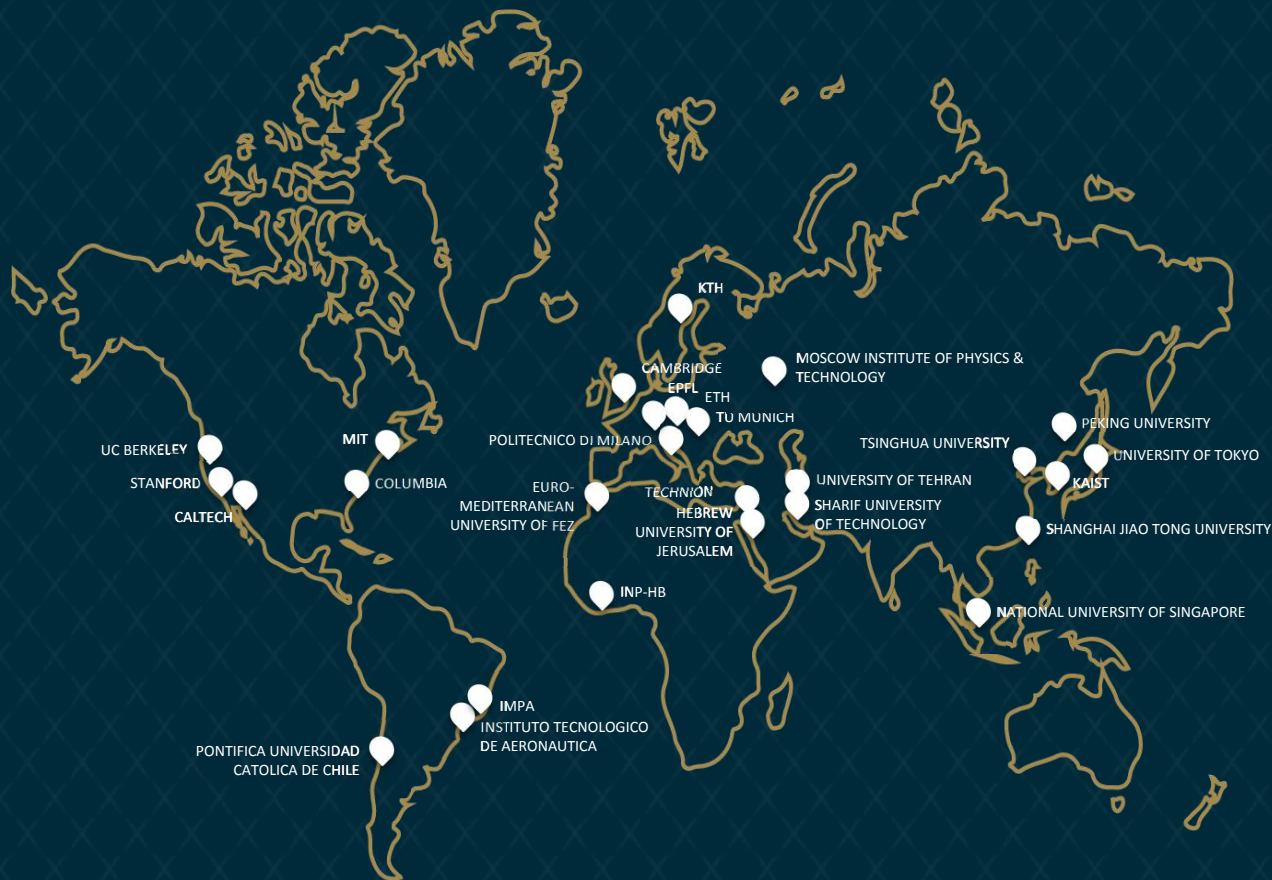 KTH
CAMBRIDGE
EPFL
ETH
TU MUNICH
POLITECNICO DI MILANO
MOSCOW INSTITUTE OF PHYSICS &
TECHNOLOGY
UC BERKELEY
STANFORD
CALTECH
MIT
COLUMBIA
EURO-
MEDITERRANEAN
UNIVERSITY OF FEZ
TECHNION
HEBREW
UNIVERSITY OF
JERUSALEM
UNIVERSITY OF TEHRAN
SHARIF UNIVERSITY
OF TECHNOLOGY
TSINGHUA UNIVERSITY
PEKING UNIVERSITY
UNIVERSITY OF TOKYO
KAIST
SHANGHAI JIAO TONG UNIVERSITY
INP-HB
NATIONAL UNIVERSITY OF SINGAPORE
IMPA
INSTITUTO TECNOLOGICO
DE AERONAUTICA
PONTIFICA UNIVERSIDAD
CATOLICA DE CHILE